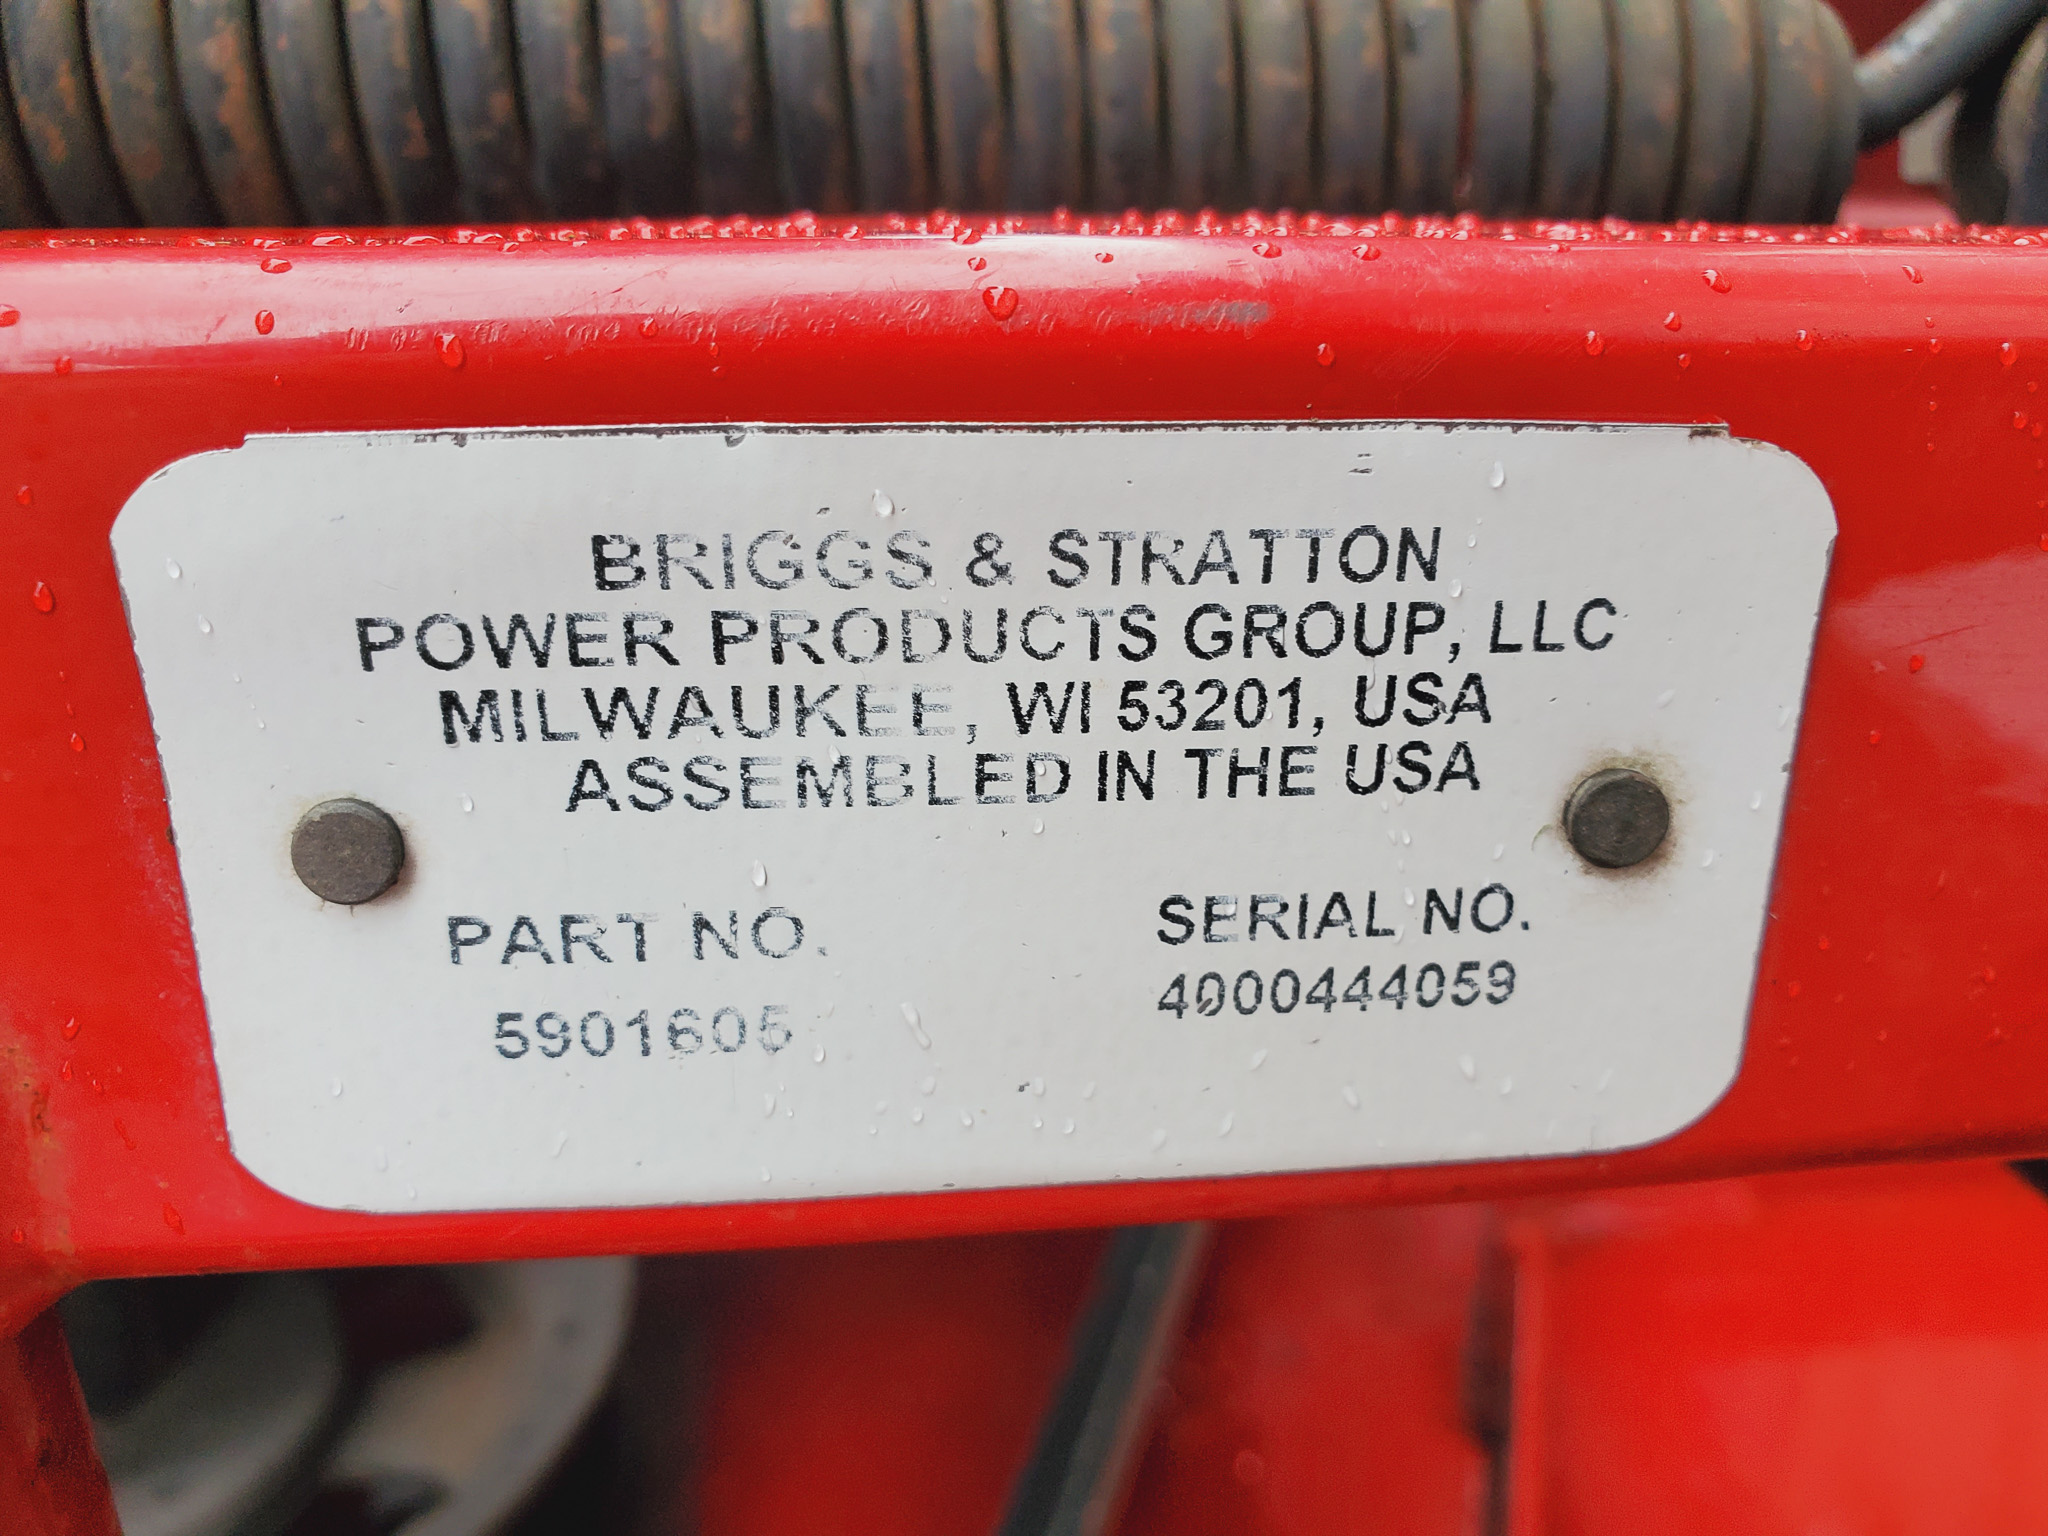 BRIGGS & STRATTON
POWER PRODUCTS GROUP, LLC
MILWAUKEE, WI 53201, USA
ASSEMBLED IN THE USA
PART NO.
5901605
SERIAL NO.
4000444059